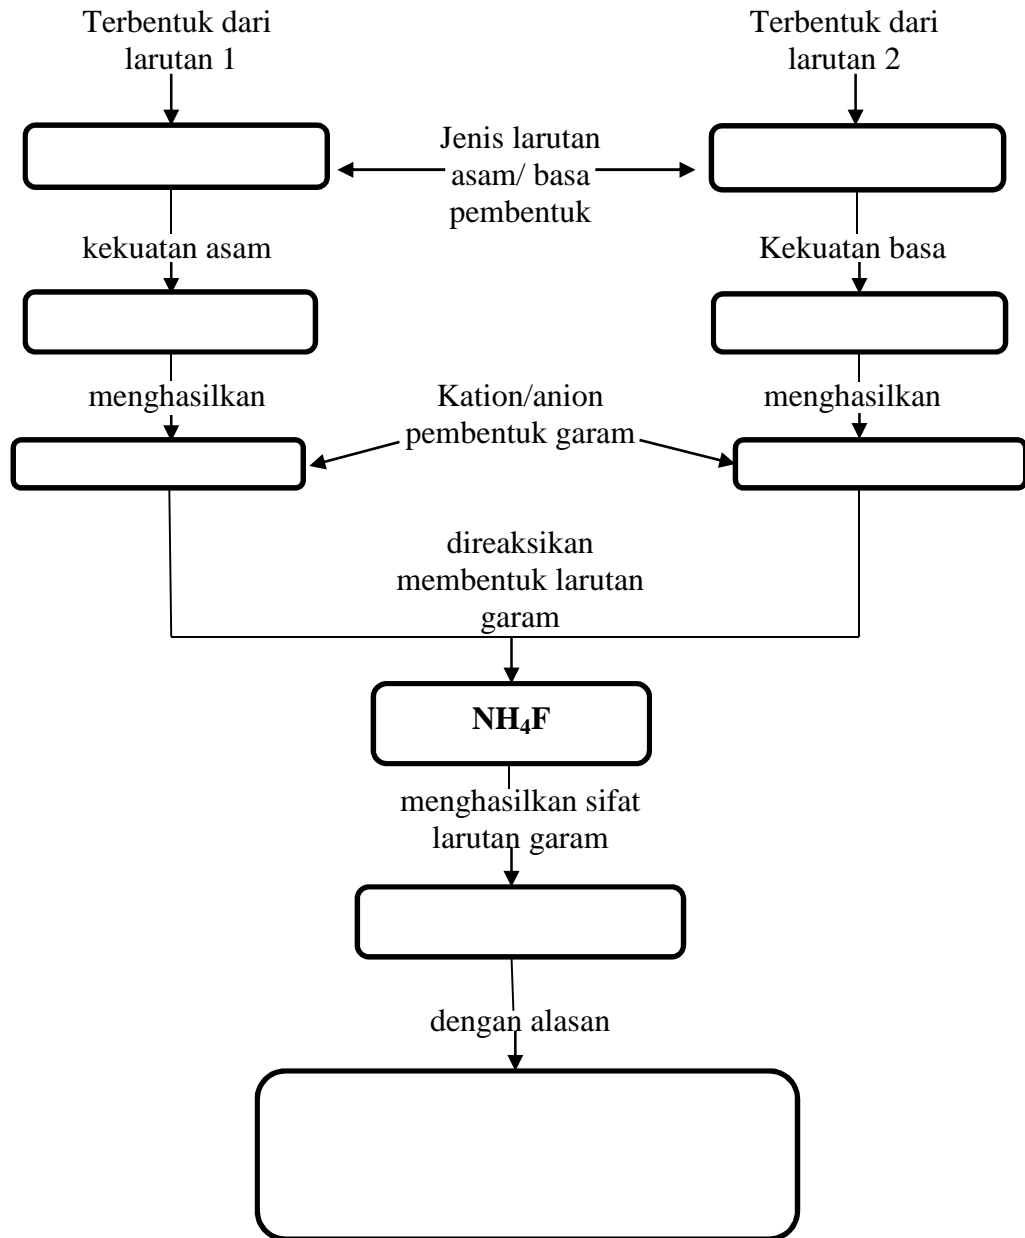 Terbentuk dari
larutan 1
Terbentuk dari
larutan 2
Jenis larutan
asam/ basa
pembentuk
kekuatan asam
Kekuatan basa
menghasilkan
Kation/anion
pembentuk garam
menghasilkan
direaksikan
membentuk larutan
garam
NH₄F
menghasilkan sifat
larutan garam
dengan alasan